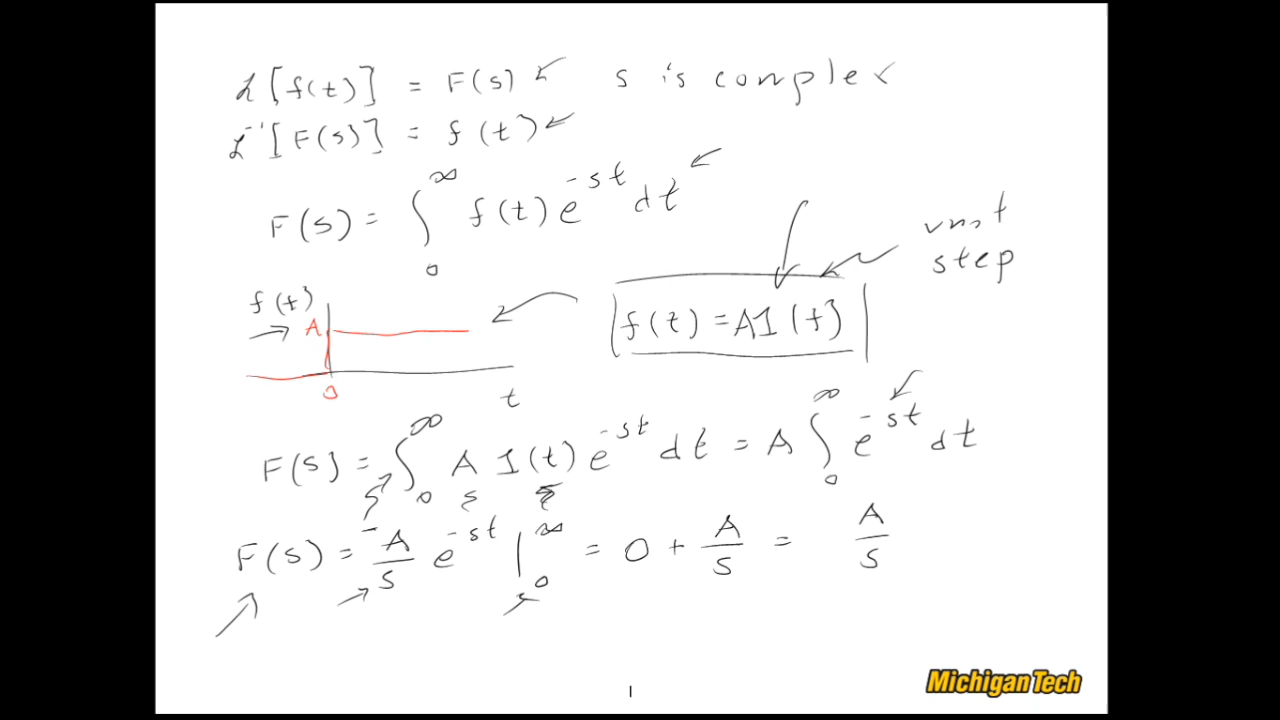 ℒ[f(t)] = F(s) s is complex
ℒ⁻¹[F(s)] = f(t)
F(s) = ∫₀^∞ f(t) e^{-st} dt
unit
step
f(t)
A
f(t) = A1(t)
0
t
F(s) = ∫₀^∞ A 1(t) e^{-st} dt = A ∫₀^∞ e^{-st} dt
F(s) = -A/s e^{-st} |₀^∞ = 0 + A/s = A/s
1
Michigan Tech